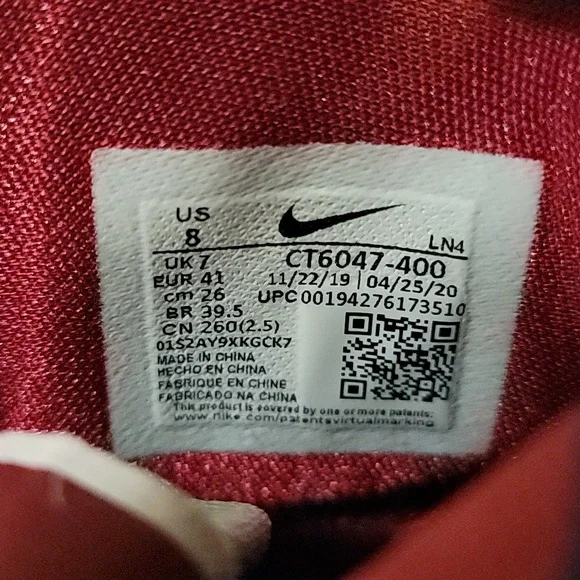 US
8
LN4
UK 7
CT6047-400
EUR 41
11/22/19 | 04/25/20
cm 26
UPC 00194276173510
BR 39.5
CN 260(2.5)
01S2AY9XKGCK7
MADE IN CHINA
HECHO EN CHINA
FABRIQUE EN CHINE
FABRICADO NA CHINA
This product is covered by one or more patents.
www.nike.com/patentsvirtualmarking